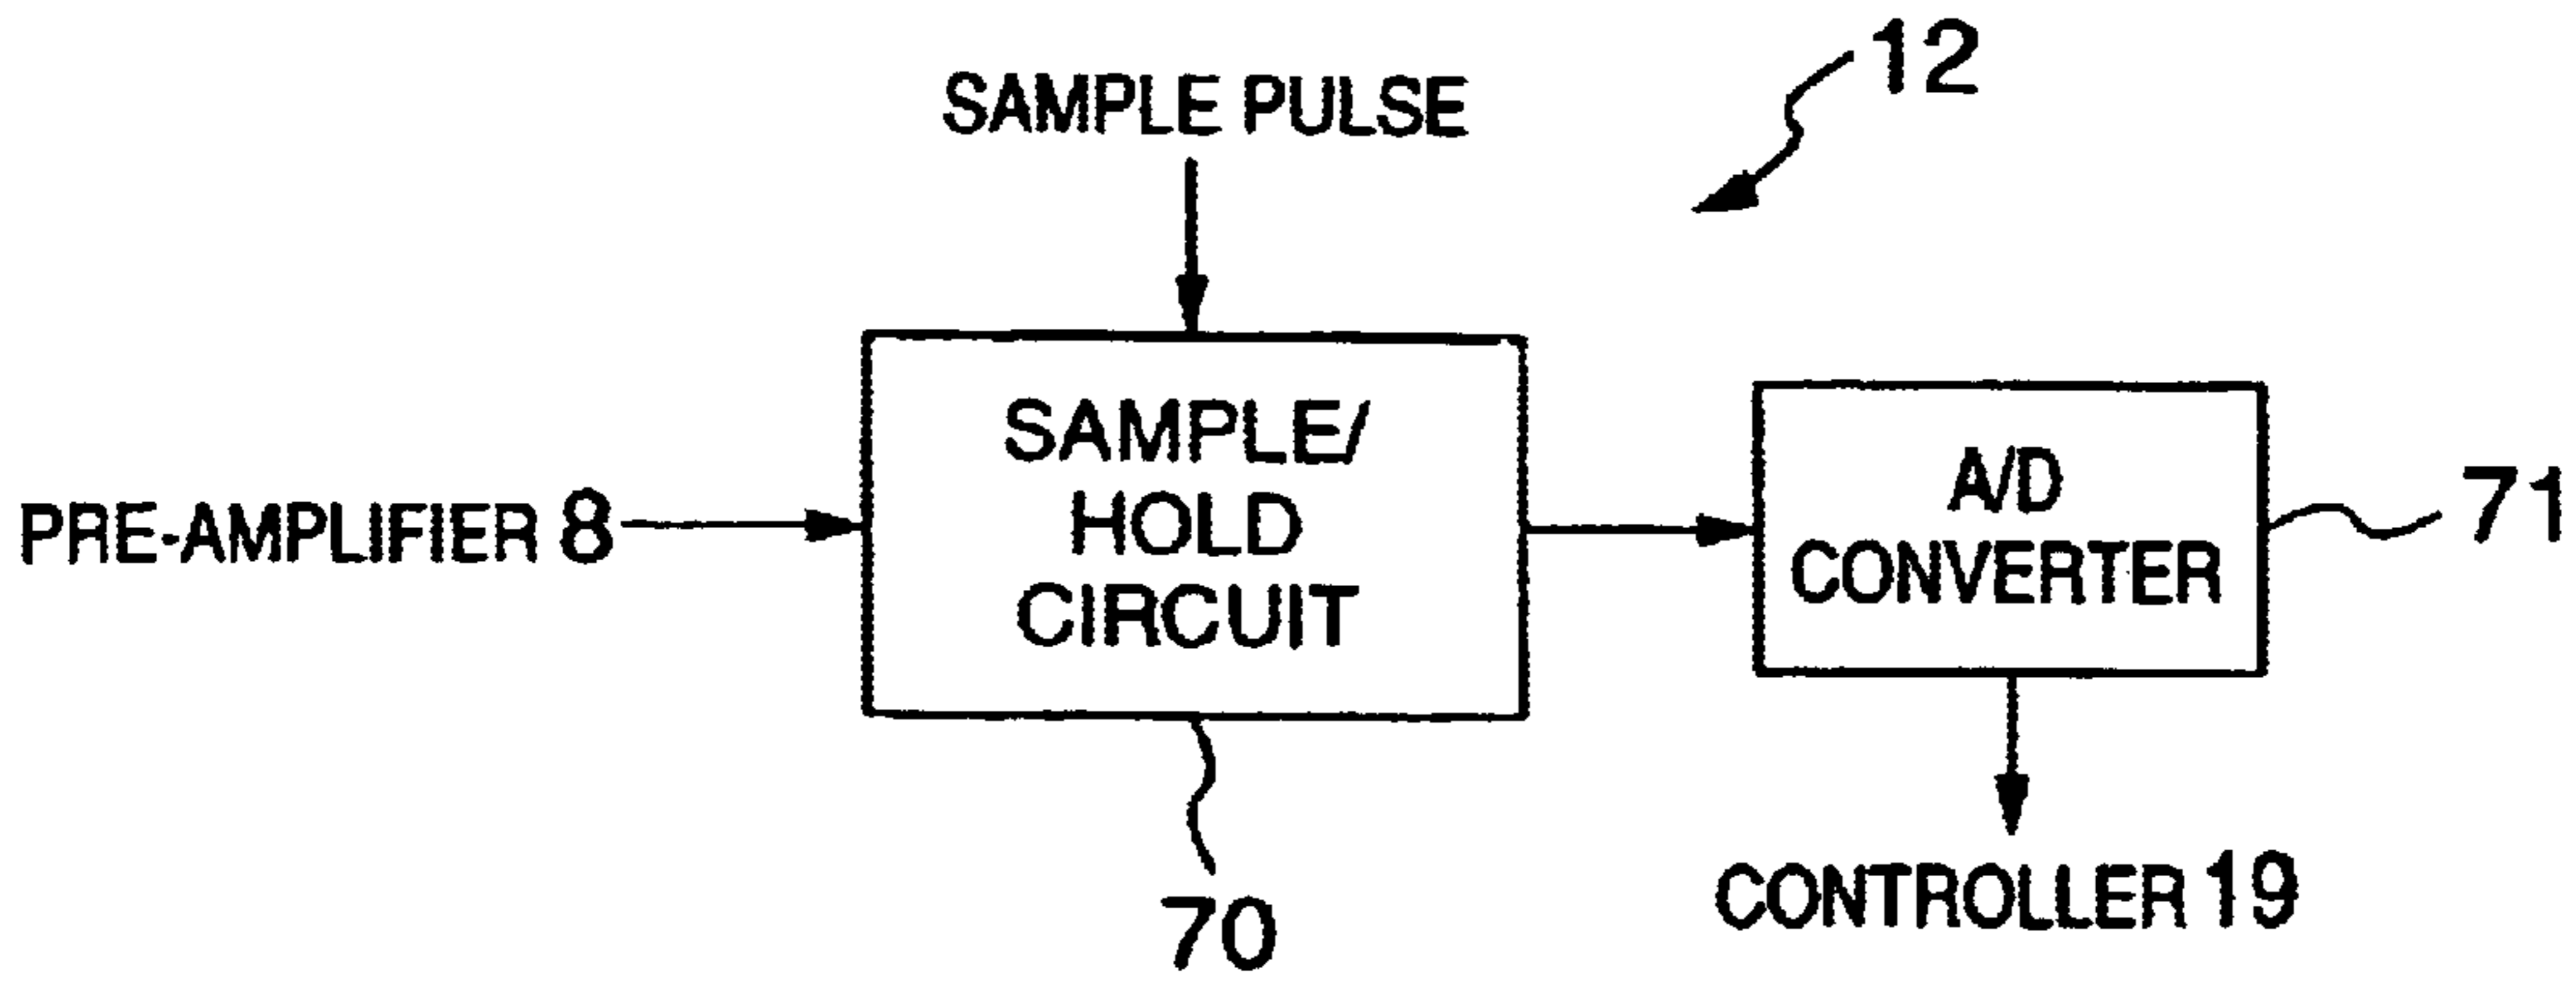 12
SAMPLE PULSE
SAMPLE/
HOLD
CIRCUIT
PRE-AMPLIFIER 8
A/D
CONVERTER
71
70
CONTROLLER 19